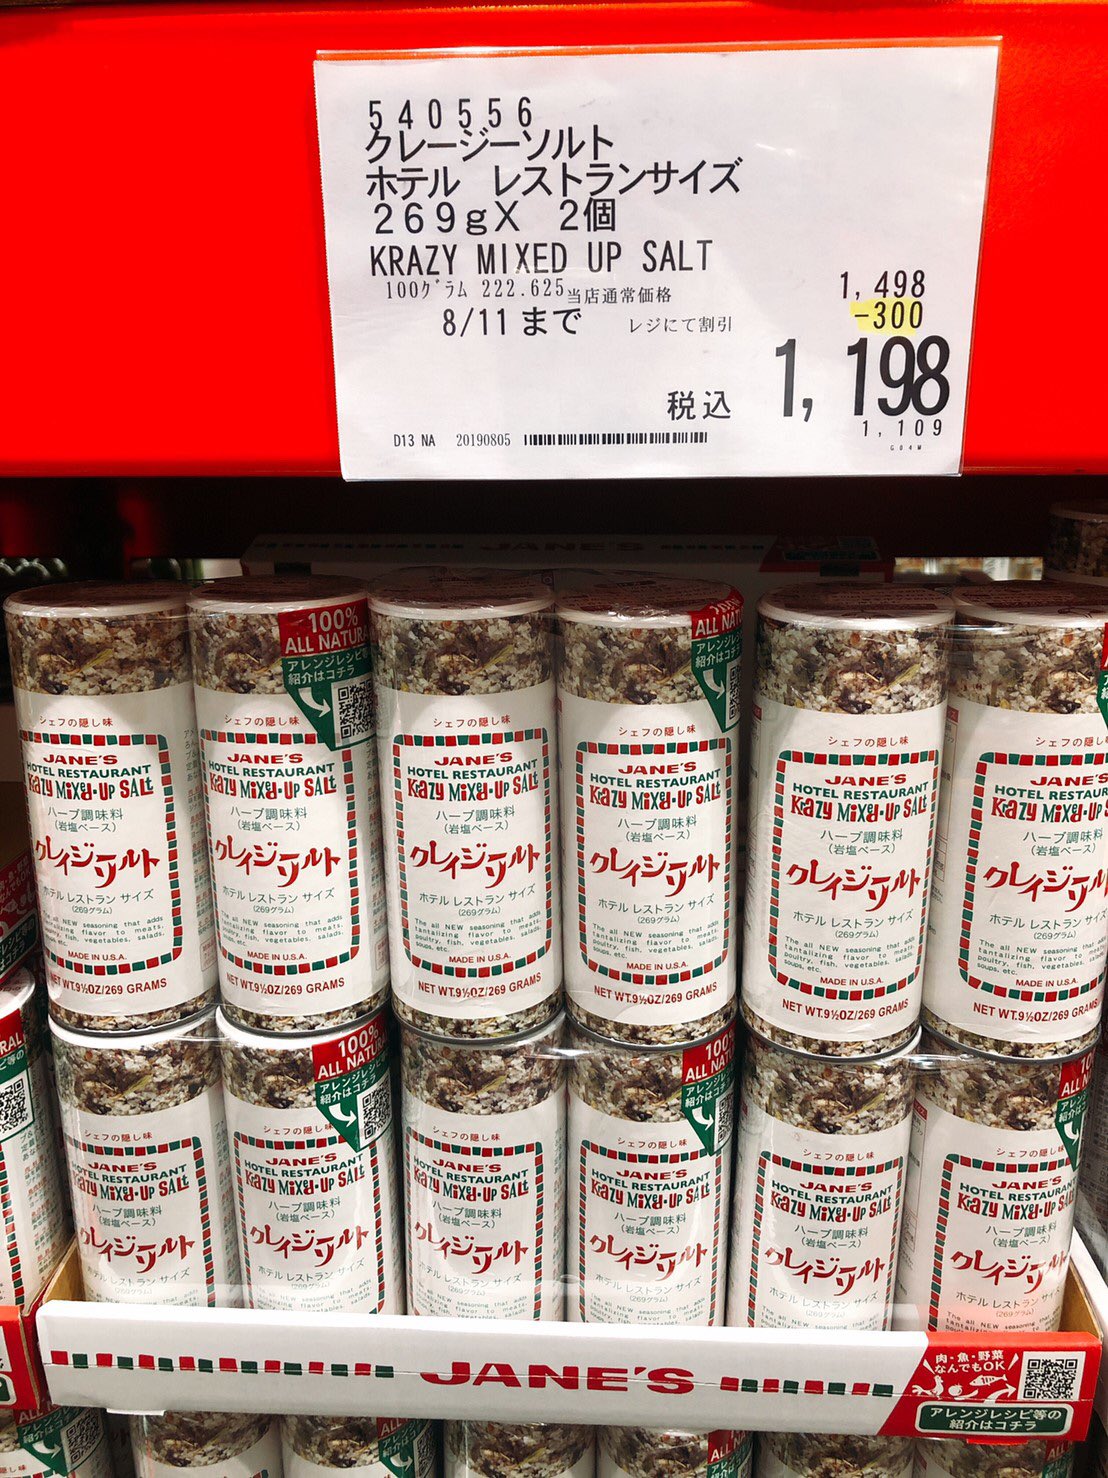 540556
クレージーソルト
ホテル レストランサイズ
269gX 2個
KRAZY MIXED UP SALT
100グラム 222.625 当店通常価格
1,498
-300
8/11まで レジにて割引
税込 1,198
1,109
D13 NA 20190805
G04W
JANE'S
100%
ALL NATURAL
アレンジレシピ等の
紹介はコチラ
シェフの隠し味
JANE'S
HOTEL RESTAURANT
KRaZy MiXeD-UP SALt
ハーブ調味料
(岩塩ベース)
クレイジーソルト
ホテル レストラン サイズ
(269グラム)
The all NEW seasoning that adds
tantalizing flavor to meats,
poultry, fish, vegetables, salads,
soups, etc.
MADE IN U.S.A.
NET WT.9½OZ/269 GRAMS
JANE'S
肉・魚・野菜
なんでもOK
アレンジレシピ等の
紹介はコチラ